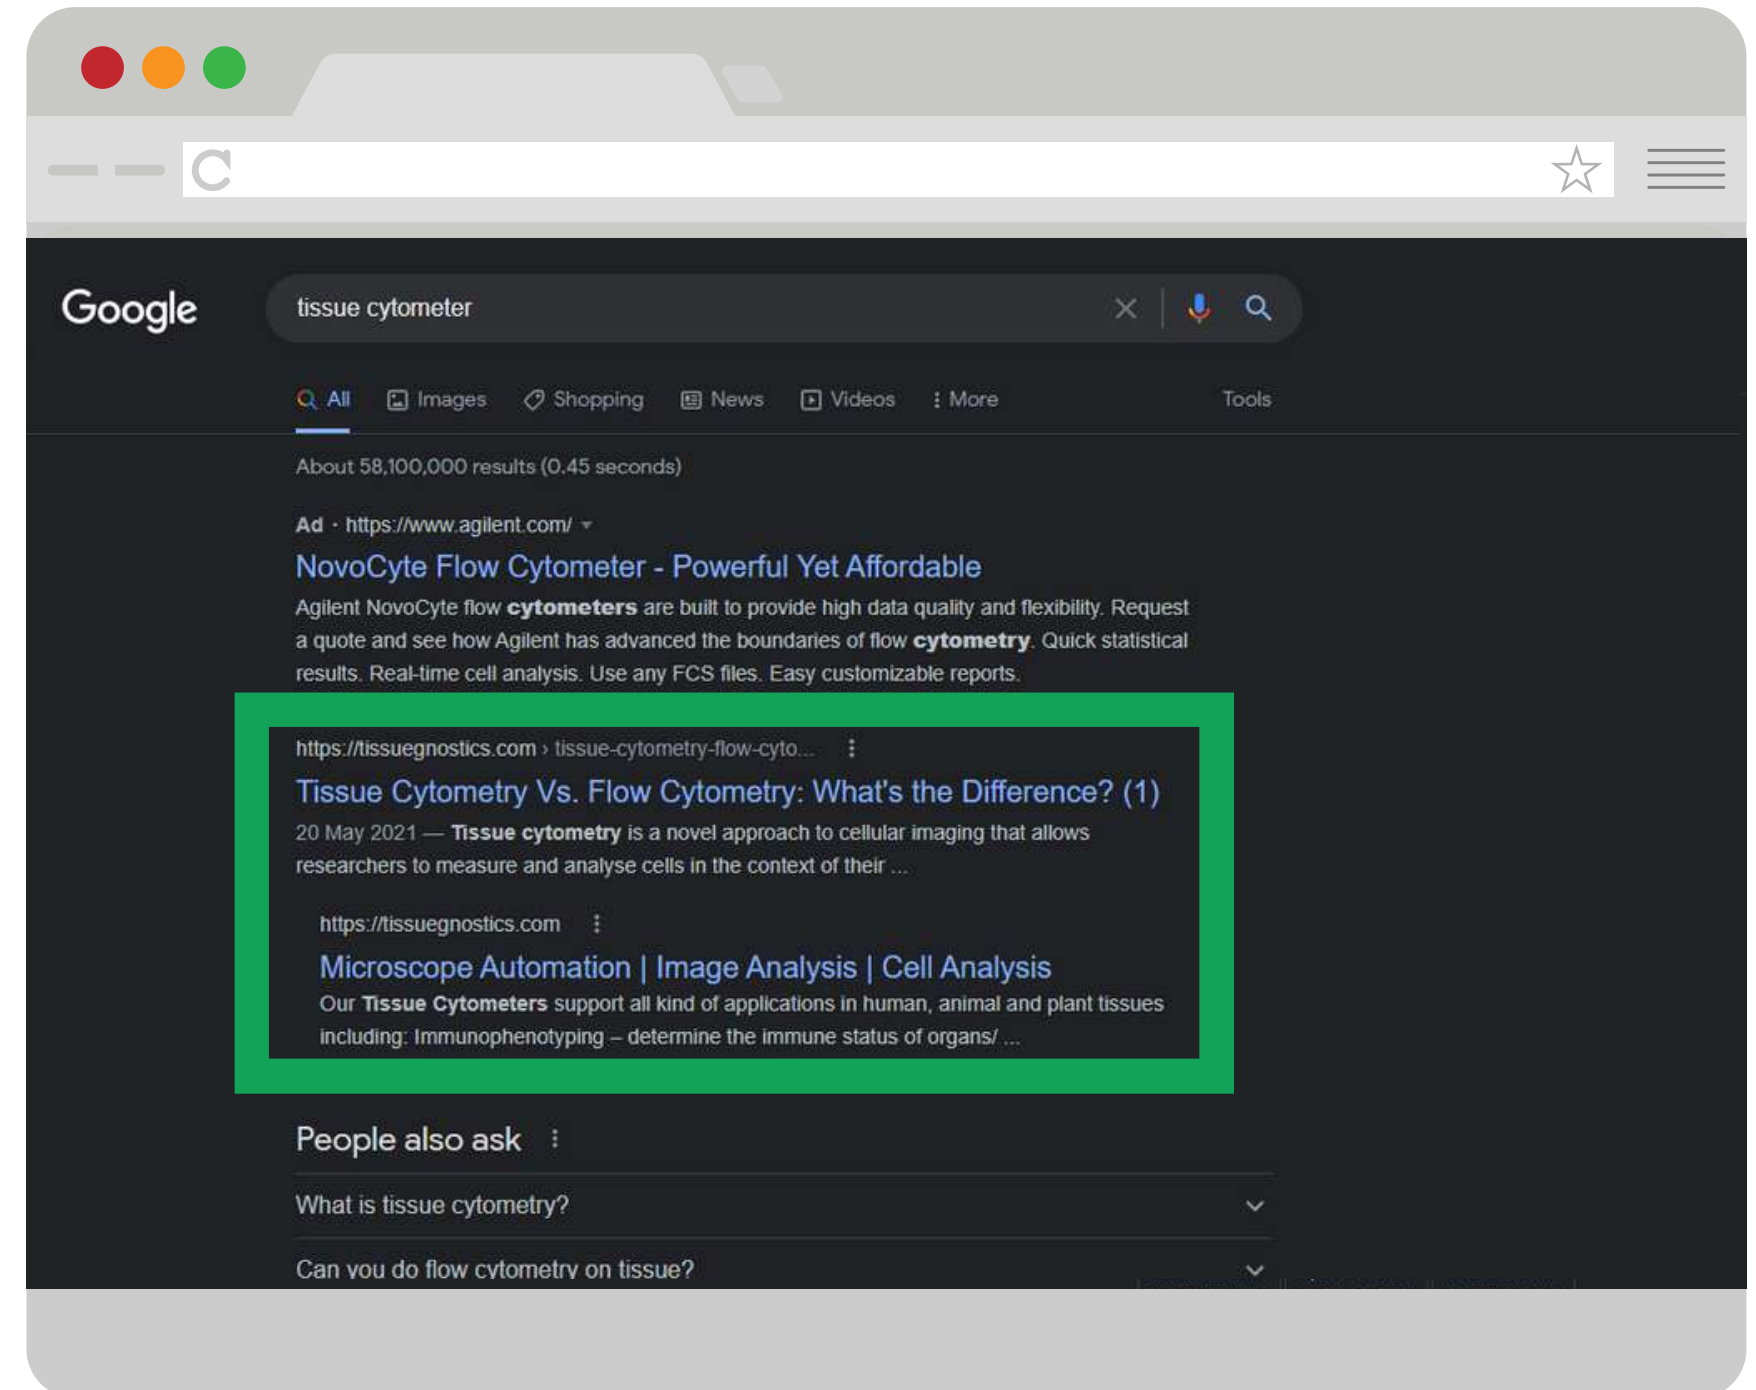 Google
tissue cytometer
All Images Shopping News Videos More Tools
About 58,100,000 results (0.45 seconds)
Ad · https://www.agilent.com/
NovoCyte Flow Cytometer - Powerful Yet Affordable
Agilent NovoCyte flow cytometers are built to provide high data quality and flexibility. Request
a quote and see how Agilent has advanced the boundaries of flow cytometry. Quick statistical
results. Real-time cell analysis. Use any FCS files. Easy customizable reports.
https://tissuegnostics.com › tissue-cytometry-flow-cyto...
Tissue Cytometry Vs. Flow Cytometry: What's the Difference? (1)
20 May 2021 — Tissue cytometry is a novel approach to cellular imaging that allows
researchers to measure and analyse cells in the context of their ...
https://tissuegnostics.com
Microscope Automation | Image Analysis | Cell Analysis
Our Tissue Cytometers support all kind of applications in human, animal and plant tissues
including: Immunophenotyping – determine the immune status of organs/ ...
People also ask
What is tissue cytometry?
Can you do flow cytometry on tissue?